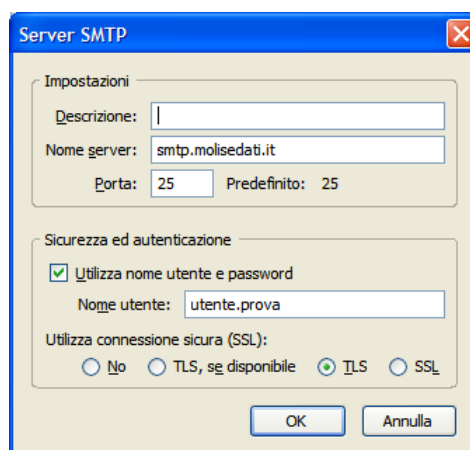 Server SMTP
Impostazioni
Descrizione:
Nome server: smtp.molisedati.it
Porta: 25 Predefinito: 25
Sicurezza ed autenticazione
Utilizza nome utente e password
Nome utente: utente.prova
Utilizza connessione sicura (SSL):
No TLS, se disponibile TLS SSL
OK Annulla